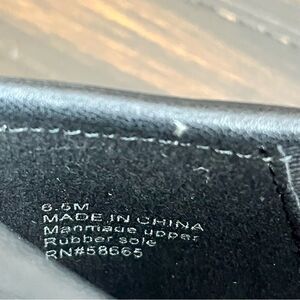 6.5M
MADE IN CHINA
Manmade upper
Rubber sole
RN#58665